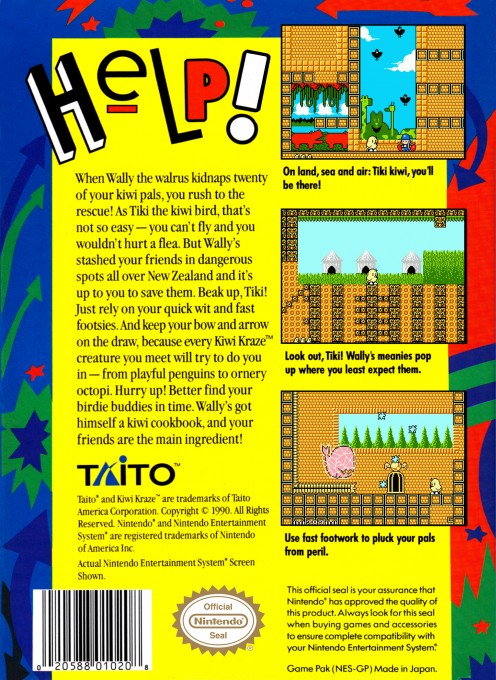 HeLP!
When Wally the walrus kidnaps twenty
of your kiwi pals, you rush to the
rescue! As Tiki the kiwi bird, that's
not so easy — you can't fly and you
wouldn't hurt a flea. But Wally's
stashed your friends in dangerous
spots all over New Zealand and it's
up to you to save them. Beak up, Tiki!
Just rely on your quick wit and fast
footsies. And keep your bow and arrow
on the draw, because every Kiwi Kraze™
creature you meet will try to do you
in — from playful penguins to ornery
octopi. Hurry up! Better find your
birdie buddies in time. Wally's got
himself a kiwi cookbook, and your
friends are the main ingredient!
TAITO™
Taito® and Kiwi Kraze™ are trademarks of Taito
America Corporation. Copyright © 1990. All Rights
Reserved. Nintendo® and Nintendo Entertainment
System® are registered trademarks of Nintendo
of America Inc.
Actual Nintendo Entertainment System® Screen
Shown.
0 20588 01020 8
Official
Nintendo®
Seal
On land, sea and air: Tiki kiwi, you'll
be there!
Look out, Tiki! Wally's meanies pop
up where you least expect them.
Use fast footwork to pluck your pals
from peril.
This official seal is your assurance that
Nintendo® has approved the quality of
this product. Always look for this seal
when buying games and accessories
to ensure complete compatibility with
your Nintendo Entertainment System®.
Game Pak (NES-GP) Made in Japan.